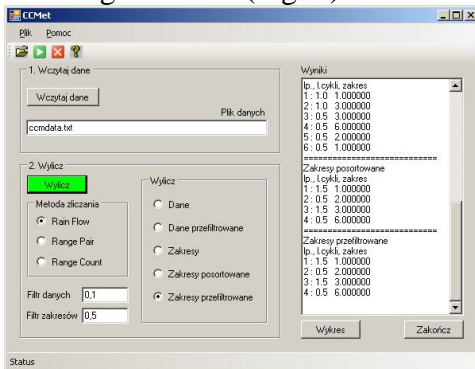 CCMet
Plik Pomoc
1. Wczytaj dane
Wczytaj dane
Plik danych
ccmdata.txt
2. Wylicz
Wylicz
Metoda zliczania
Rain Flow
Range Pair
Range Count
Filtr danych 0,1
Filtr zakresów 0,5
Wylicz
Dane
Dane przefiltrowane
Zakresy
Zakresy posortowane
Zakresy przefiltrowane
Wyniki
lp., l.cykli, zakres
1 : 1.0 1.000000
2 : 1.0 3.000000
3 : 0.5 3.000000
4 : 0.5 6.000000
5 : 0.5 2.000000
6 : 0.5 1.000000
============================
Zakresy posortowane
lp., l.cykli, zakres
1 : 1.5 1.000000
2 : 0.5 2.000000
3 : 1.5 3.000000
4 : 0.5 6.000000
============================
Zakresy przefiltrowane
lp., l.cykli, zakres
1 : 1.5 1.000000
2 : 0.5 2.000000
3 : 1.5 3.000000
4 : 0.5 6.000000
Wykres
Zakończ
Status